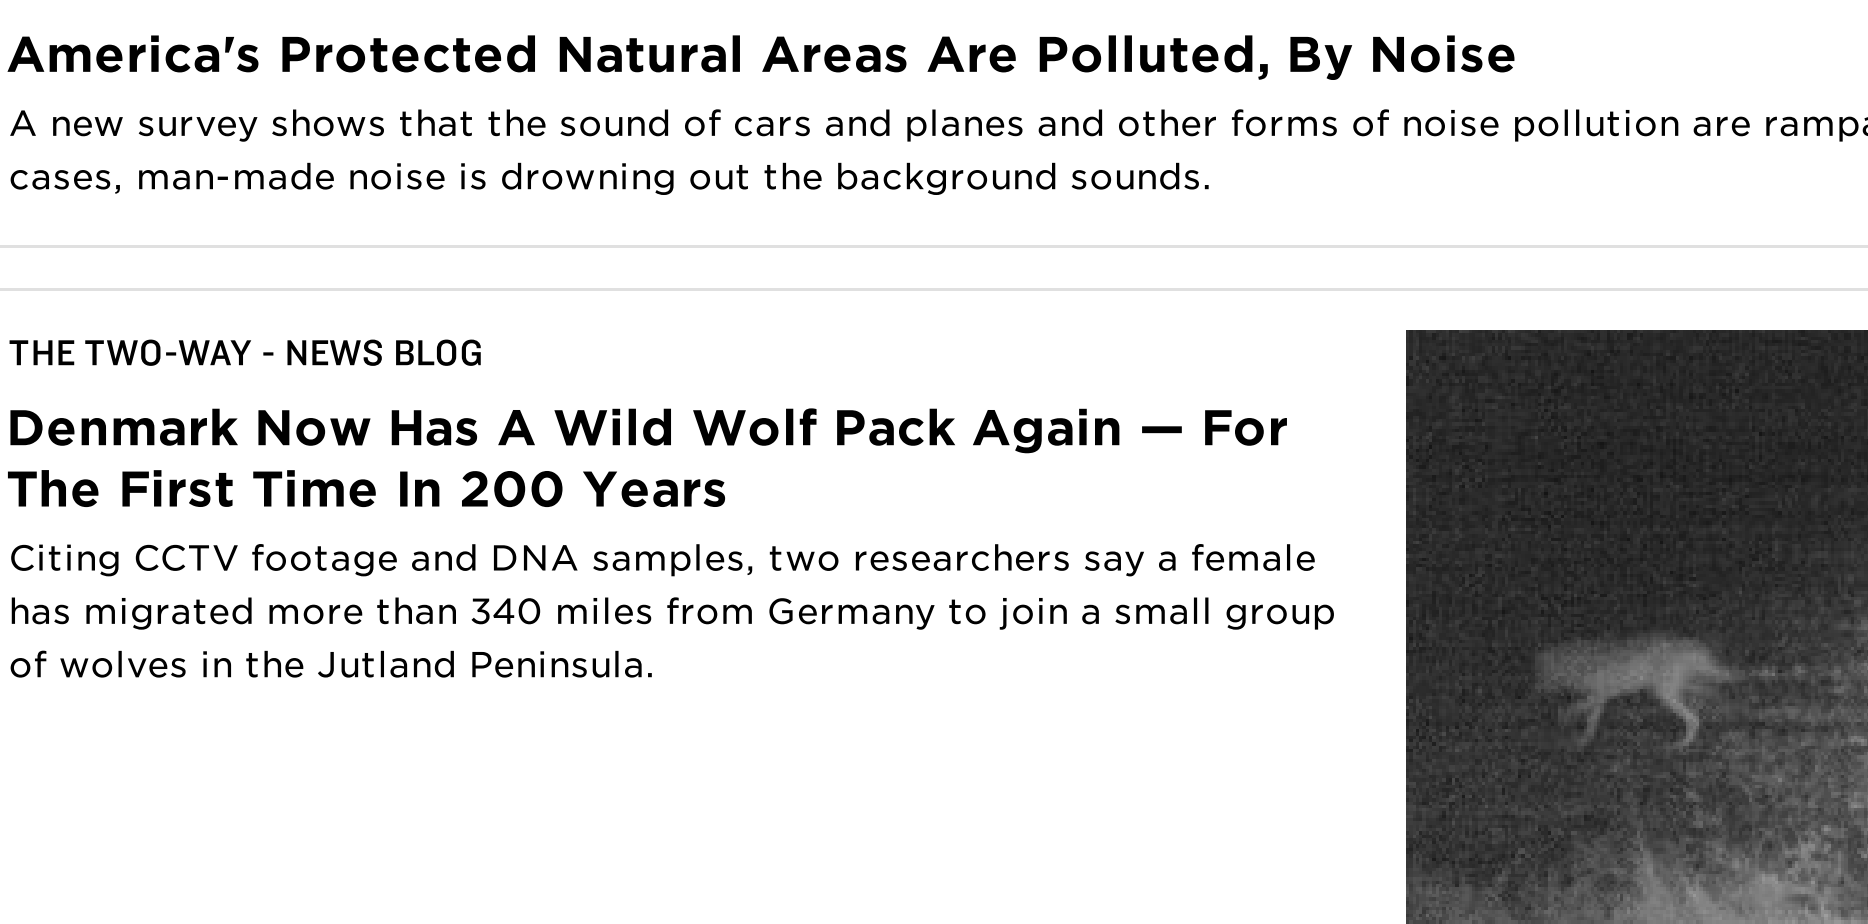 America's Protected Natural Areas Are Polluted, By Noise
A new survey shows that the sound of cars and planes and other forms of noise pollution are
cases, man-made noise is drowning out the background sounds.
THE TWO-WAY - NEWS BLOG
Denmark Now Has A Wild Wolf Pack Again — For
The First Time In 200 Years
Citing CCTV footage and DNA samples, two researchers say a female
has migrated more than 340 miles from Germany to join a small group
of wolves in the Jutland Peninsula.